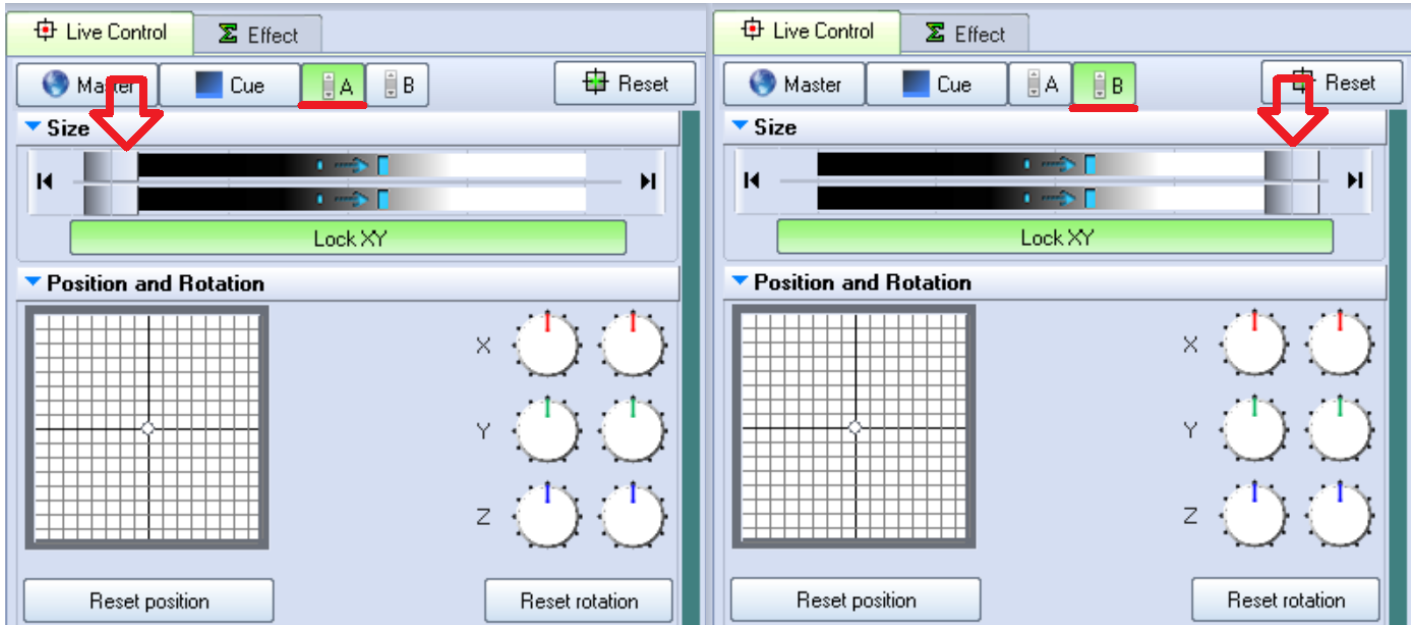 Live Control Effect
Master Cue A B Reset
Size
Lock XY
Position and Rotation
X
Y
Z
Reset position Reset rotation
Live Control Effect
Master Cue A B Reset
Size
Lock XY
Position and Rotation
X
Y
Z
Reset position Reset rotation